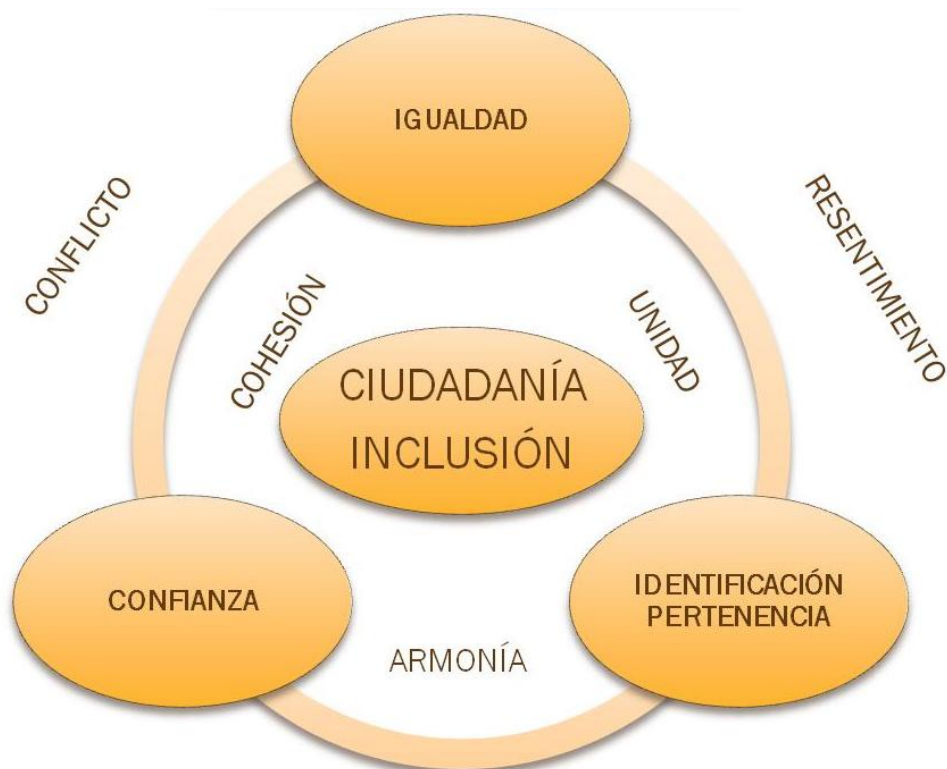 IGUALDAD
CONFLICTO
RESENTIMIENTO
COHESIÓN
UNIDAD
CIUDADANÍA
INCLUSIÓN
CONFIANZA
IDENTIFICACIÓN
PERTENENCIA
ARMONÍA